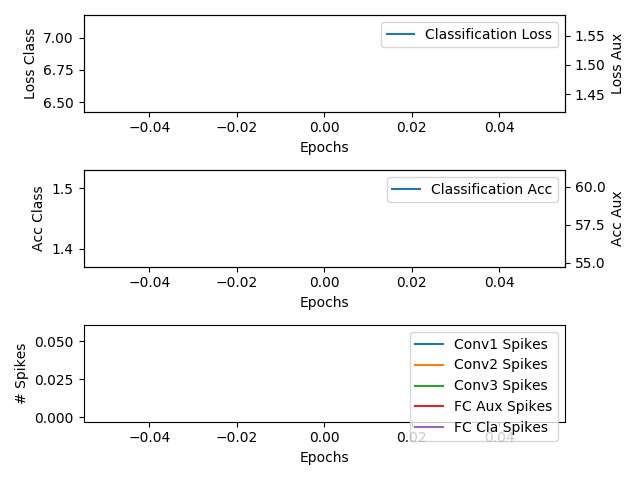 7.00
6.75
6.50
Loss Class
Classification Loss
1.55
1.50
1.45
Loss Aux
−0.04 −0.02 0.00 0.02 0.04
Epochs
1.5
1.4
Acc Class
Classification Acc
60.0
57.5
55.0
Acc Aux
−0.04 −0.02 0.00 0.02 0.04
Epochs
0.050
0.025
0.000
# Spikes
Conv1 Spikes
Conv2 Spikes
Conv3 Spikes
FC Aux Spikes
FC Cla Spikes
−0.04 −0.02 0.00 0.02 0.04
Epochs